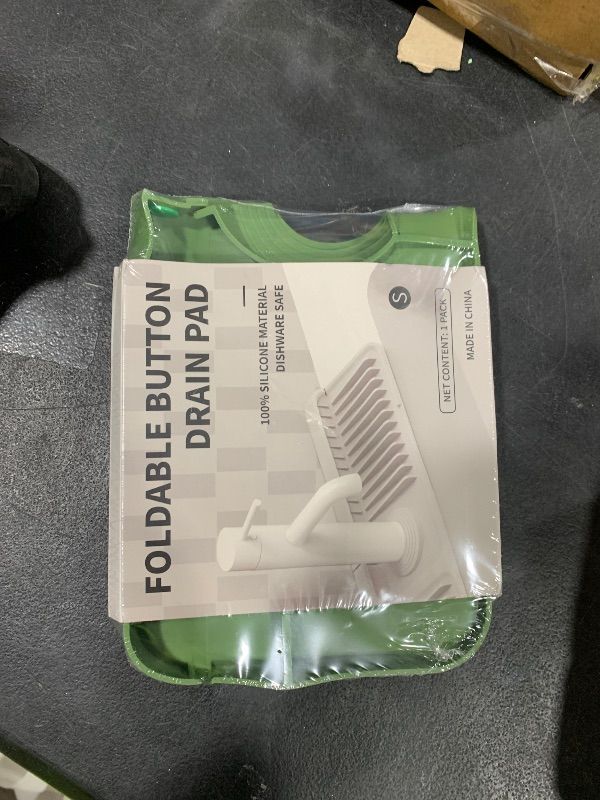 FOLDABLE BUTTON
DRAIN PAD
100% SILICONE MATERIAL
DISHWARE SAFE
S
NET CONTENT: 1 PACK
MADE IN CHINA